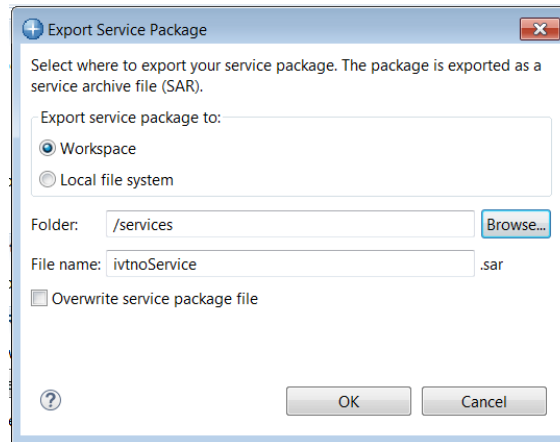 Export Service Package
Select where to export your service package. The package is exported as a
service archive file (SAR).
Export service package to:
Workspace
Local file system
Folder: /services Browse...
File name: ivtnoService .sar
Overwrite service package file
? OK Cancel